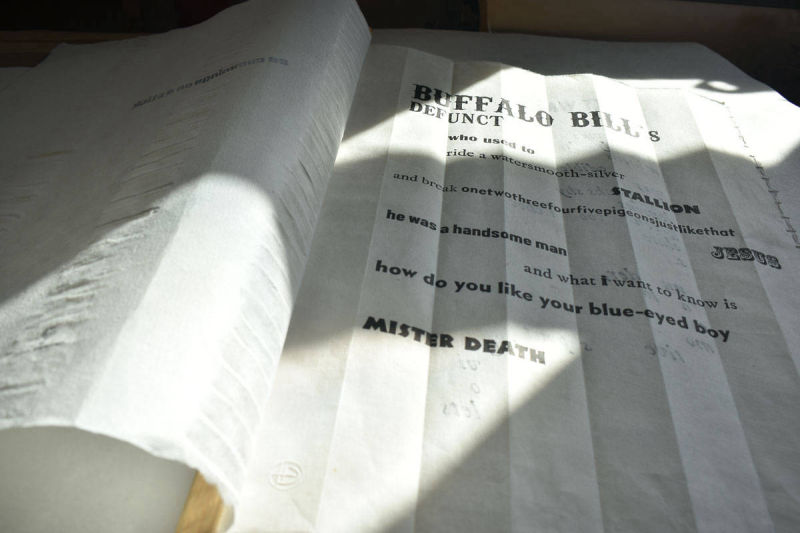 BUFFALO BILL's
DEFUNCT
who used to
ride a watersmooth-silver
STALLION
and break onetwothreefourfivepigeonsjustlikethat
JESUS
he was a handsome man
and what i want to know is
how do you like your blue-eyed boy
MISTER DEATH